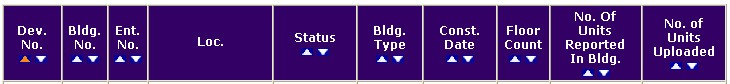 Dev.
No.
Bldg.
No.
Ent.
No.
Loc.
Status
Bldg.
Type
Const.
Date
Floor
Count
No. Of
Units
Reported
In Bldg.
No. of
Units
Uploaded